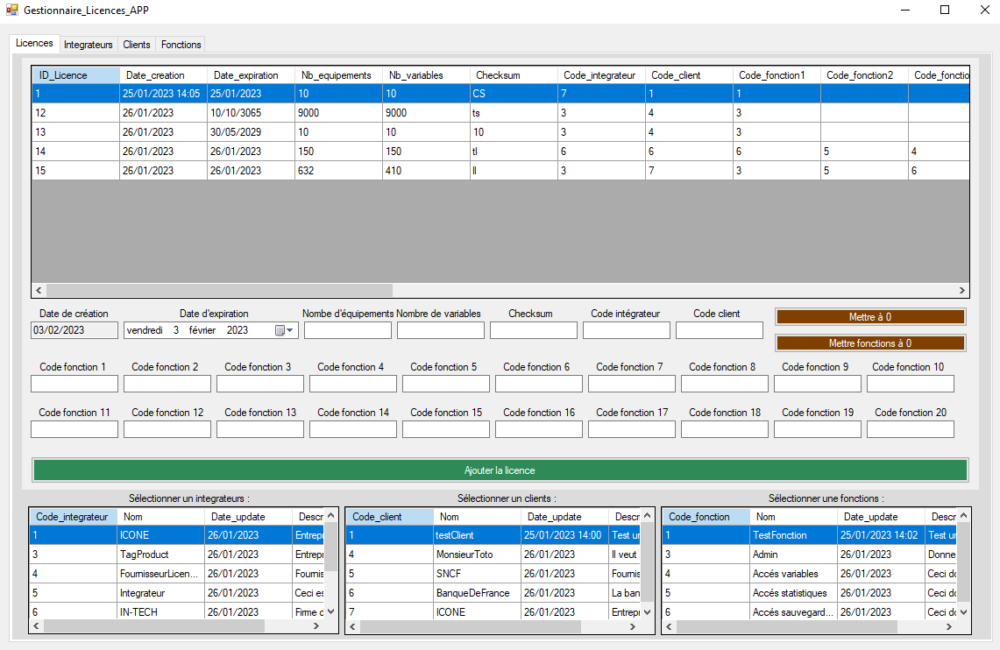 Gestionnaire_Licences_APP
Licences Integrateurs Clients Fonctions
ID_Licence Date_creation Date_expiration Nb_equipements Nb_variables Checksum Code_integrateur Code_client Code_fonction1 Code_fonction2 Code_fonctio
1 25/01/2023 14:05 25/01/2023 10 10 CS 7 1 1
12 26/01/2023 10/10/3065 9000 9000 ts 3 4 3
13 26/01/2023 30/05/2029 10 10 10 3 4 3
14 26/01/2023 26/01/2023 150 150 tl 6 6 6 5 4
15 26/01/2023 26/01/2023 632 410 ll 3 7 3 5 6
Date de création Date d'expiration Nombe d'équipements Nombre de variables Checksum Code intégrateur Code client
03/02/2023 vendredi 3 février 2023
Mettre à 0
Mettre fonctions à 0
Code fonction 1 Code fonction 2 Code fonction 3 Code fonction 4 Code fonction 5 Code fonction 6 Code fonction 7 Code fonction 8 Code fonction 9 Code fonction 10
Code fonction 11 Code fonction 12 Code fonction 13 Code fonction 14 Code fonction 15 Code fonction 16 Code fonction 17 Code fonction 18 Code fonction 19 Code fonction 20
Ajouter la licence
Sélectionner un integrateurs :
Code_integrateur Nom Date_update Descr
1 ICONE 26/01/2023 Entrep
3 TagProduct 26/01/2023 Entrep
4 FournisseurLicen... 26/01/2023 Fournis
5 Integrateur 26/01/2023 Ceci es
6 IN-TECH 26/01/2023 Firme d
Sélectionner un clients :
Code_client Nom Date_update Descr
1 testClient 25/01/2023 14:00 Test un
4 MonsieurToto 26/01/2023 Il veut
5 SNCF 26/01/2023 Fournis
6 BanqueDeFrance 26/01/2023 La ban
7 ICONE 26/01/2023 Entrep
Sélectionner une fonctions :
Code_fonction Nom Date_update Descr
1 TestFonction 25/01/2023 14:02 Test un
3 Admin 26/01/2023 Donne
4 Accés variables 26/01/2023 Ceci do
5 Accés statistiques 26/01/2023 Ceci do
6 Accés sauvegard... 26/01/2023 Ceci do